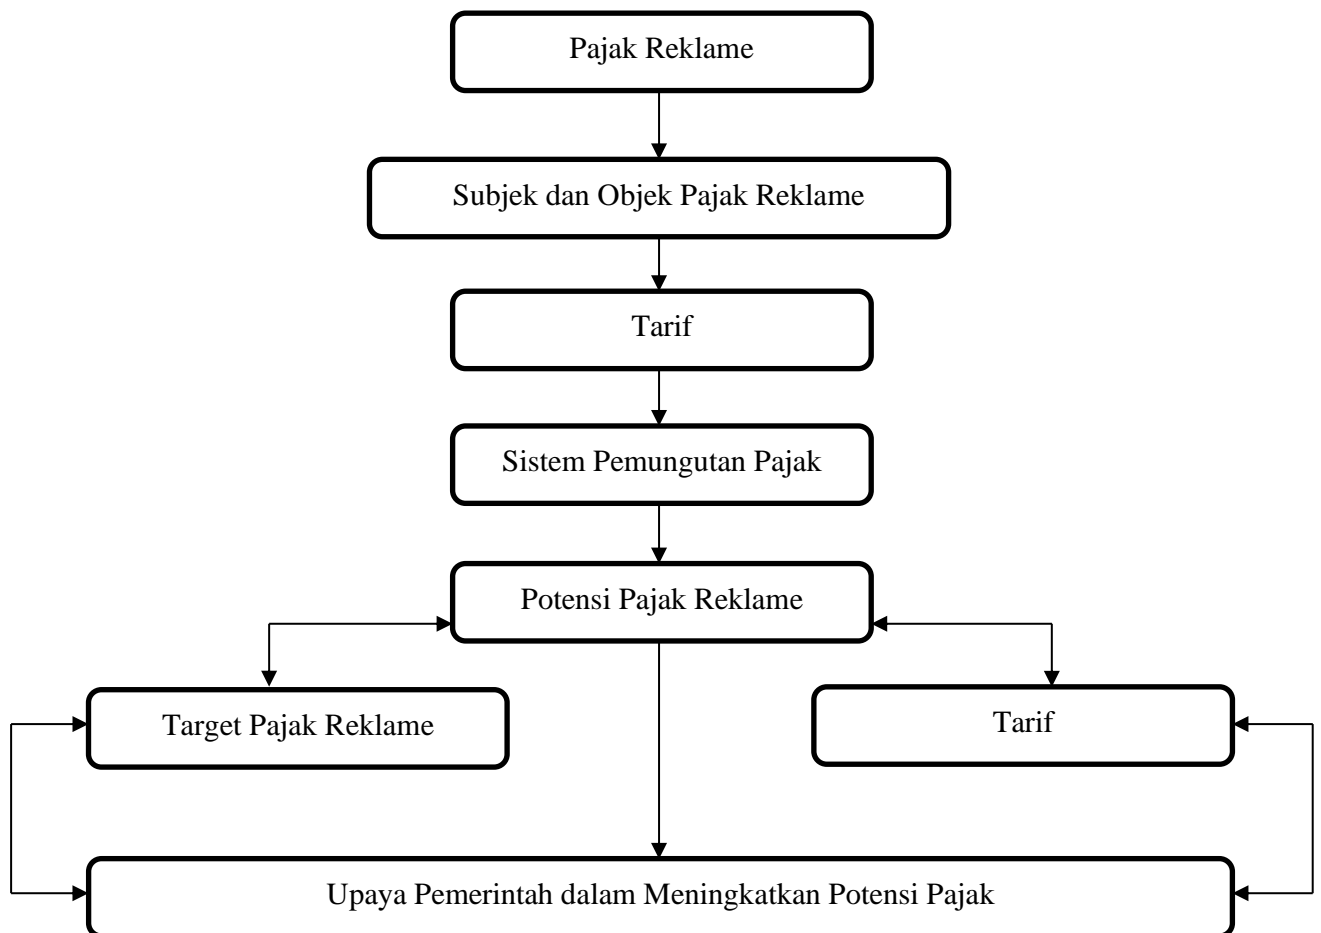 Pajak Reklame
Subjek dan Objek Pajak Reklame
Tarif
Sistem Pemungutan Pajak
Potensi Pajak Reklame
Target Pajak Reklame
Tarif
Upaya Pemerintah dalam Meningkatkan Potensi Pajak